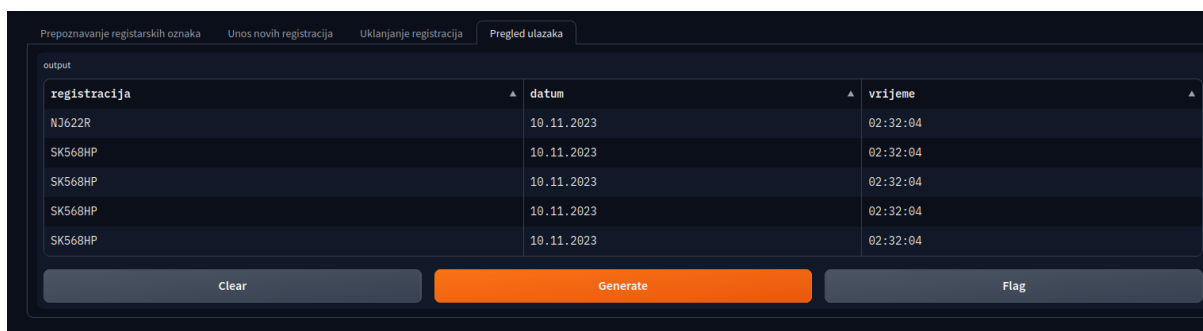 Prepoznavanje registarskih oznaka Unos novih registracija Uklanjanje registracija Pregled ulazaka
output
registracija ▲ datum ▲ vrijeme ▲
NJ622R 10.11.2023 02:32:04
SK568HP 10.11.2023 02:32:04
SK568HP 10.11.2023 02:32:04
SK568HP 10.11.2023 02:32:04
SK568HP 10.11.2023 02:32:04
Clear Generate Flag